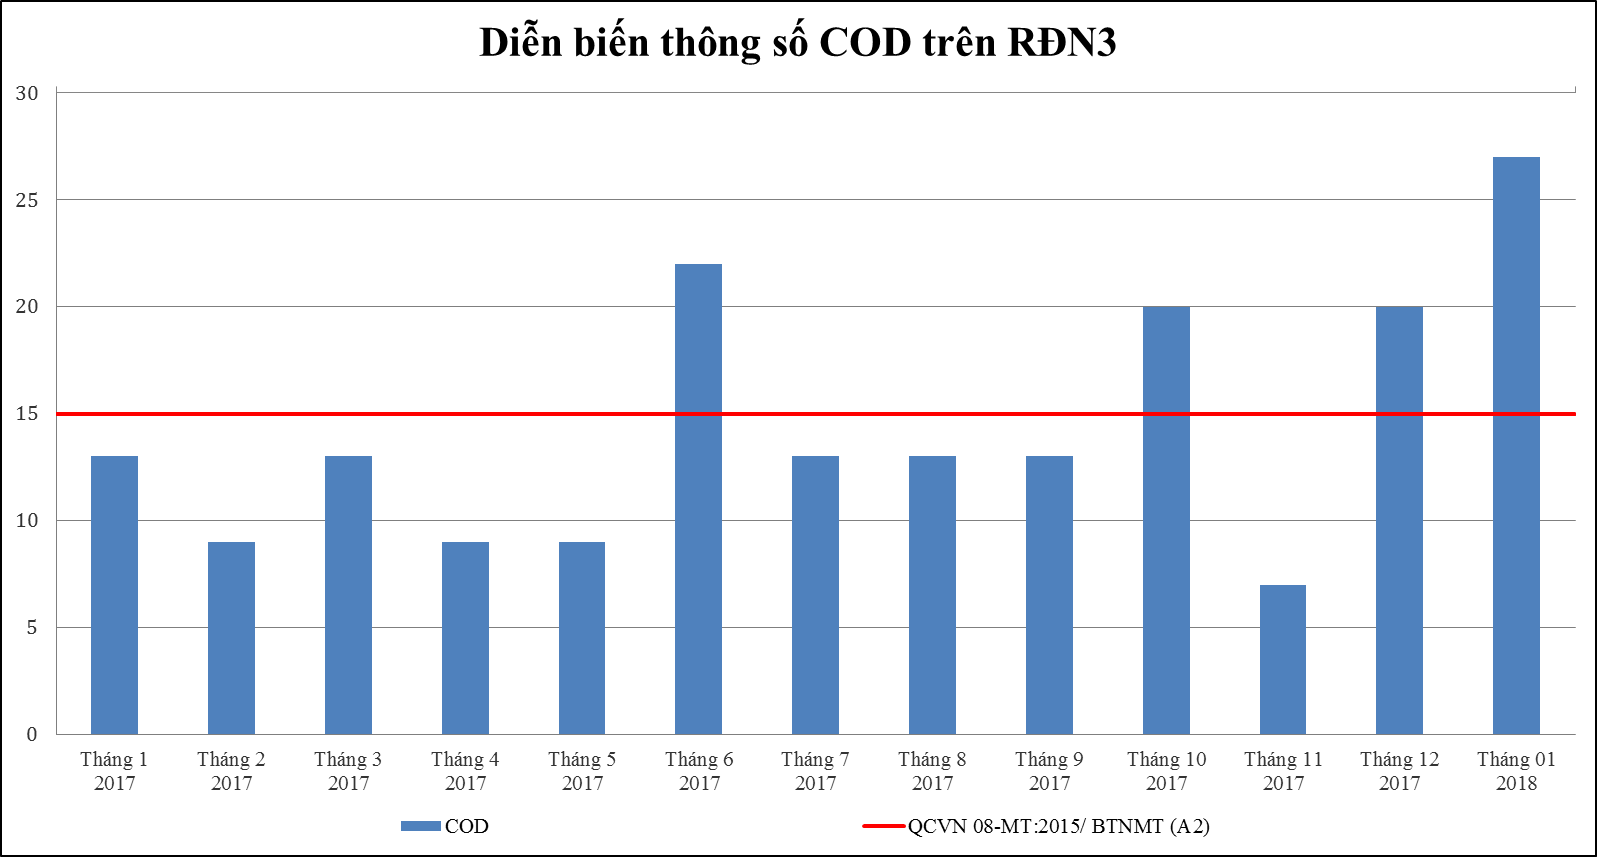 Diễn biến thông số COD trên RĐN3
30
25
20
15
10
5
0
Tháng 1 2017
Tháng 2 2017
Tháng 3 2017
Tháng 4 2017
Tháng 5 2017
Tháng 6 2017
Tháng 7 2017
Tháng 8 2017
Tháng 9 2017
Tháng 10 2017
Tháng 11 2017
Tháng 12 2017
Tháng 01 2018
COD
QCVN 08-MT:2015/ BTNMT (A2)